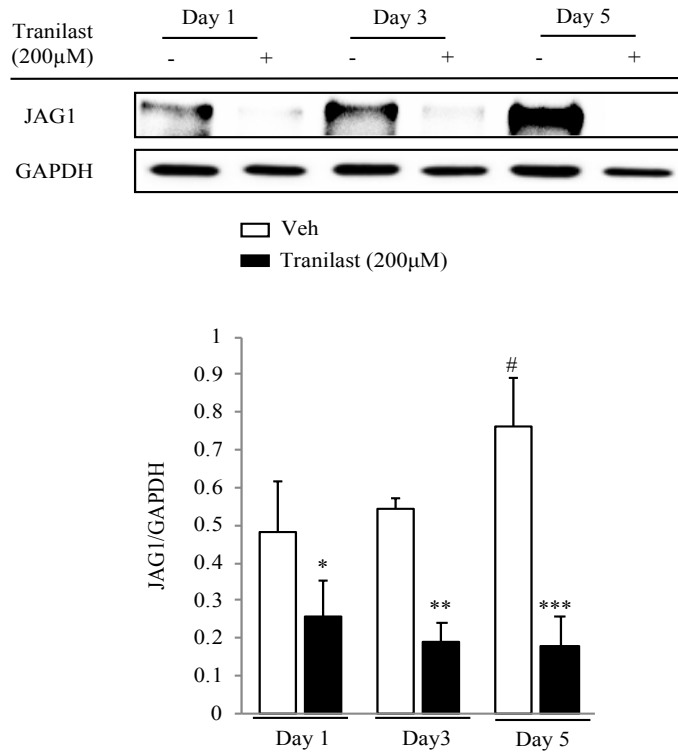 Tranilast
(200μM)
Day 1 Day 3 Day 5
- + - + - +
JAG1
GAPDH
Veh
Tranilast (200μM)
JAG1/GAPDH
1
0.9
0.8
0.7
0.6
0.5
0.4
0.3
0.2
0.1
0
*
**
#
***
Day 1 Day3 Day 5